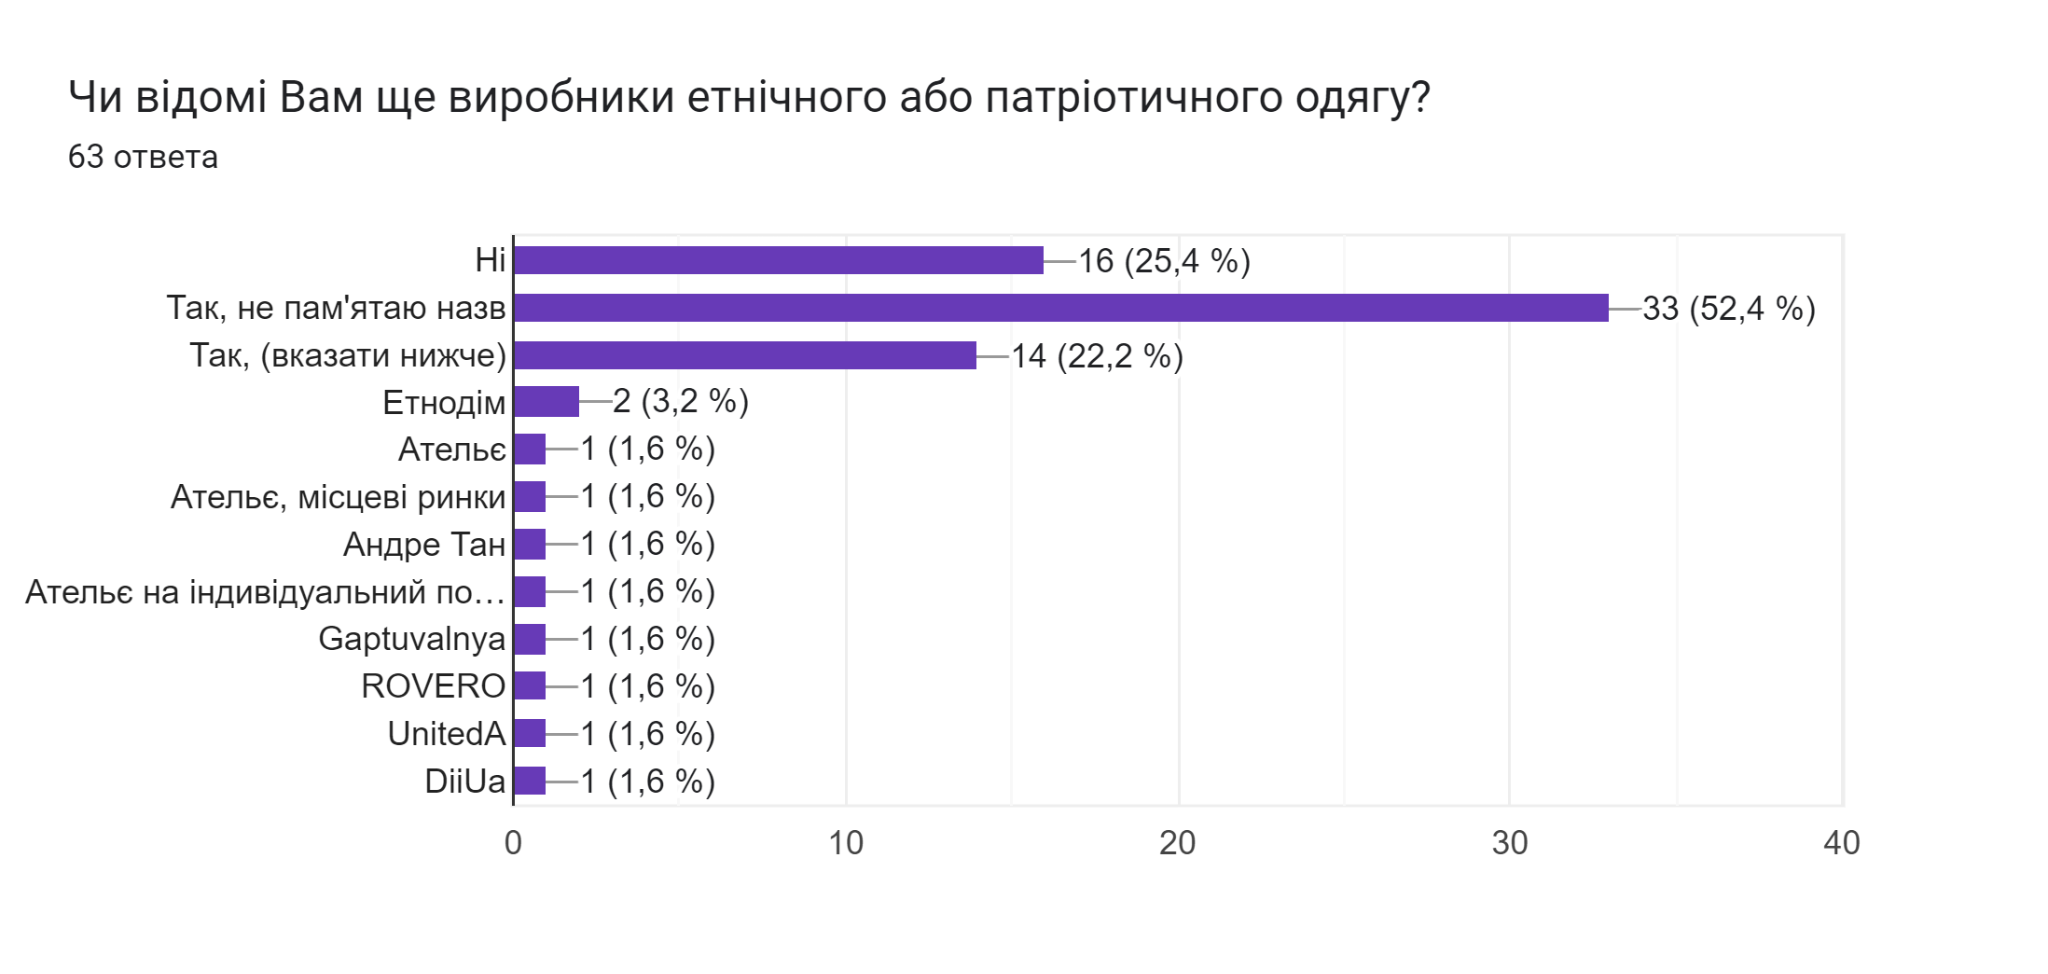 Чи відомі Вам ще виробники етнічного або патріотичного одягу?
63 ответа
Ні 16 (25,4 %)
Так, не пам'ятаю назв 33 (52,4 %)
Так, (вказати нижче) 14 (22,2 %)
Етнодім 2 (3,2 %)
Ательє 1 (1,6 %)
Ательє, місцеві ринки 1 (1,6 %)
Андре Тан 1 (1,6 %)
Ательє на індивідуальний по… 1 (1,6 %)
Gaptuvalnya 1 (1,6 %)
ROVERO 1 (1,6 %)
UnitedA 1 (1,6 %)
DiiUa 1 (1,6 %)
0 10 20 30 40